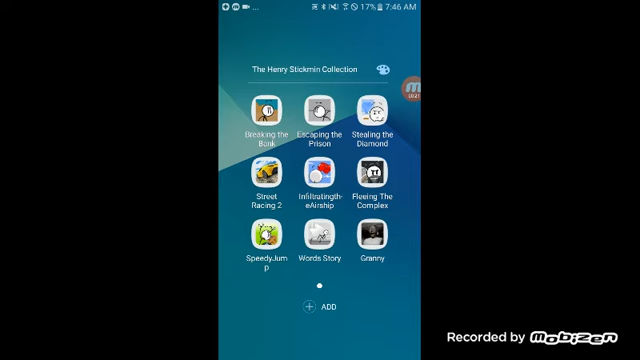 17% 7:46 AM
The Henry Stickmin Collection
Breaking the
Bank
Escaping the
Prison
Stealing the
Diamond
Street
Racing 2
Infiltratingth-
eAirship
Fleeing The
Complex
SpeedyJum
p
Words Story
Granny
ADD
Recorded by Mobizen